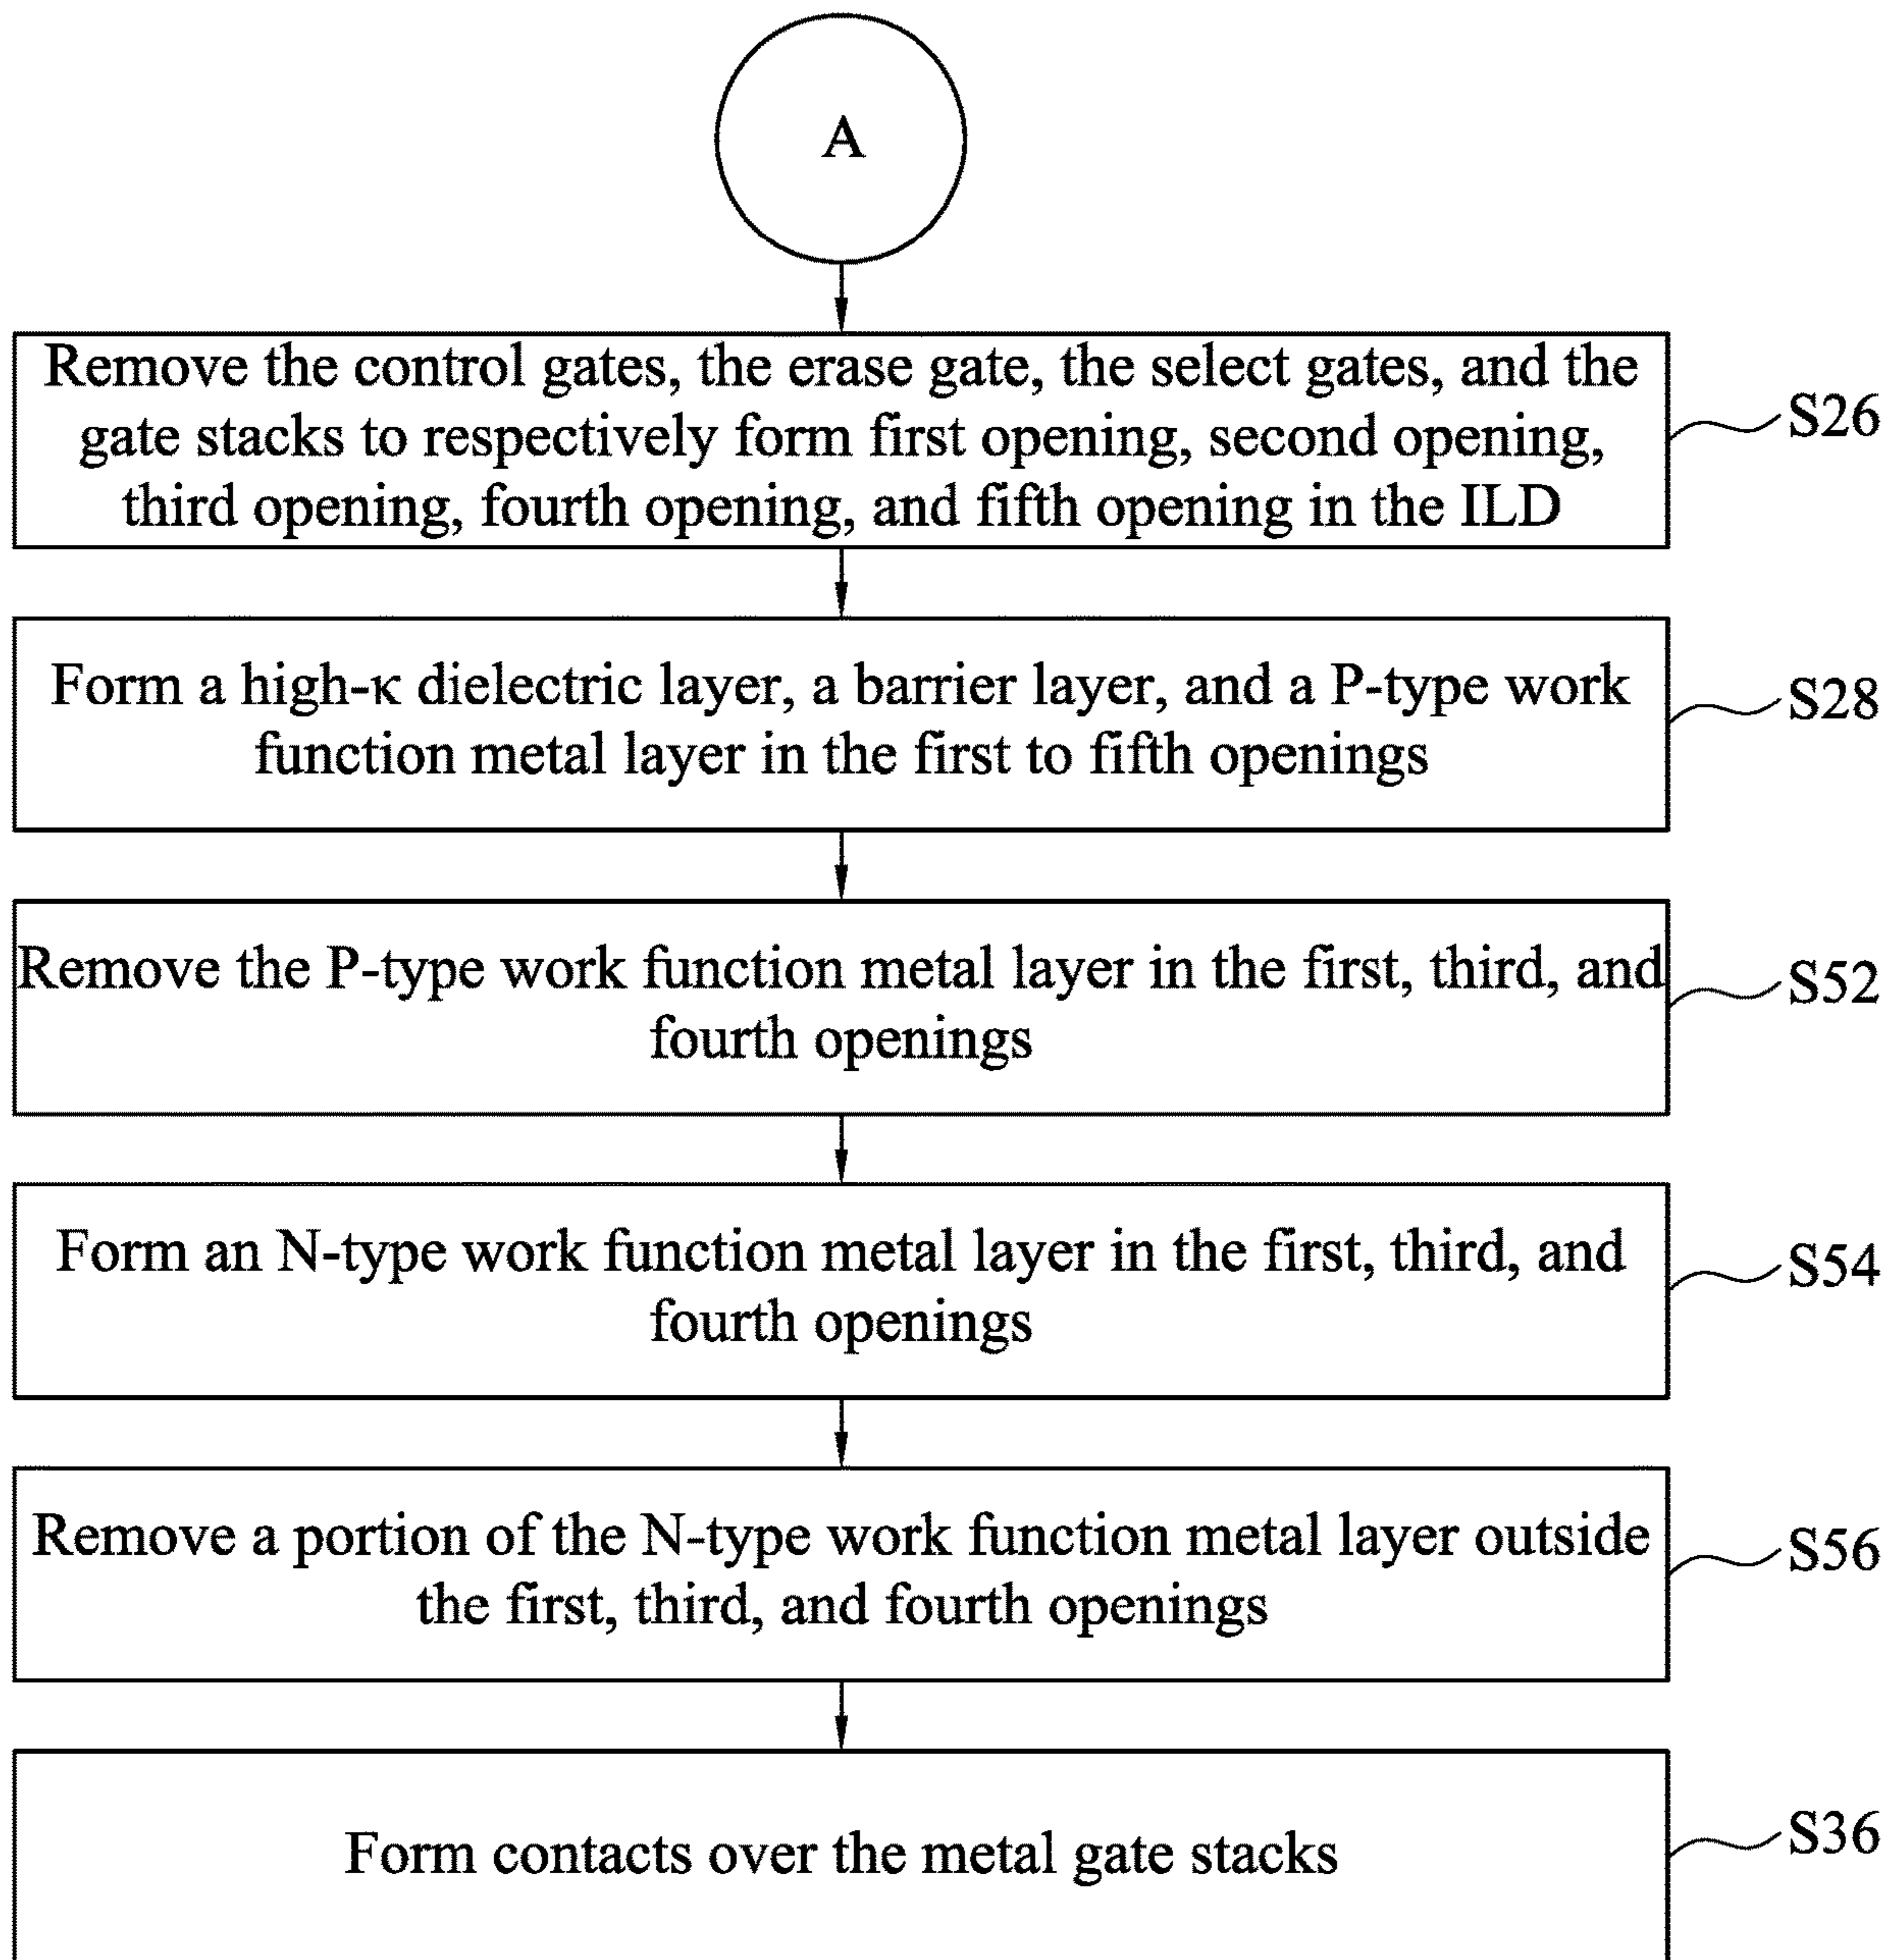 A
Remove the control gates, the erase gate, the select gates, and the
gate stacks to respectively form first opening, second opening,
third opening, fourth opening, and fifth opening in the ILD
S26
Form a high-κ dielectric layer, a barrier layer, and a P-type work
function metal layer in the first to fifth openings
S28
Remove the P-type work function metal layer in the first, third, and
fourth openings
S52
Form an N-type work function metal layer in the first, third, and
fourth openings
S54
Remove a portion of the N-type work function metal layer outside
the first, third, and fourth openings
S56
Form contacts over the metal gate stacks
S36